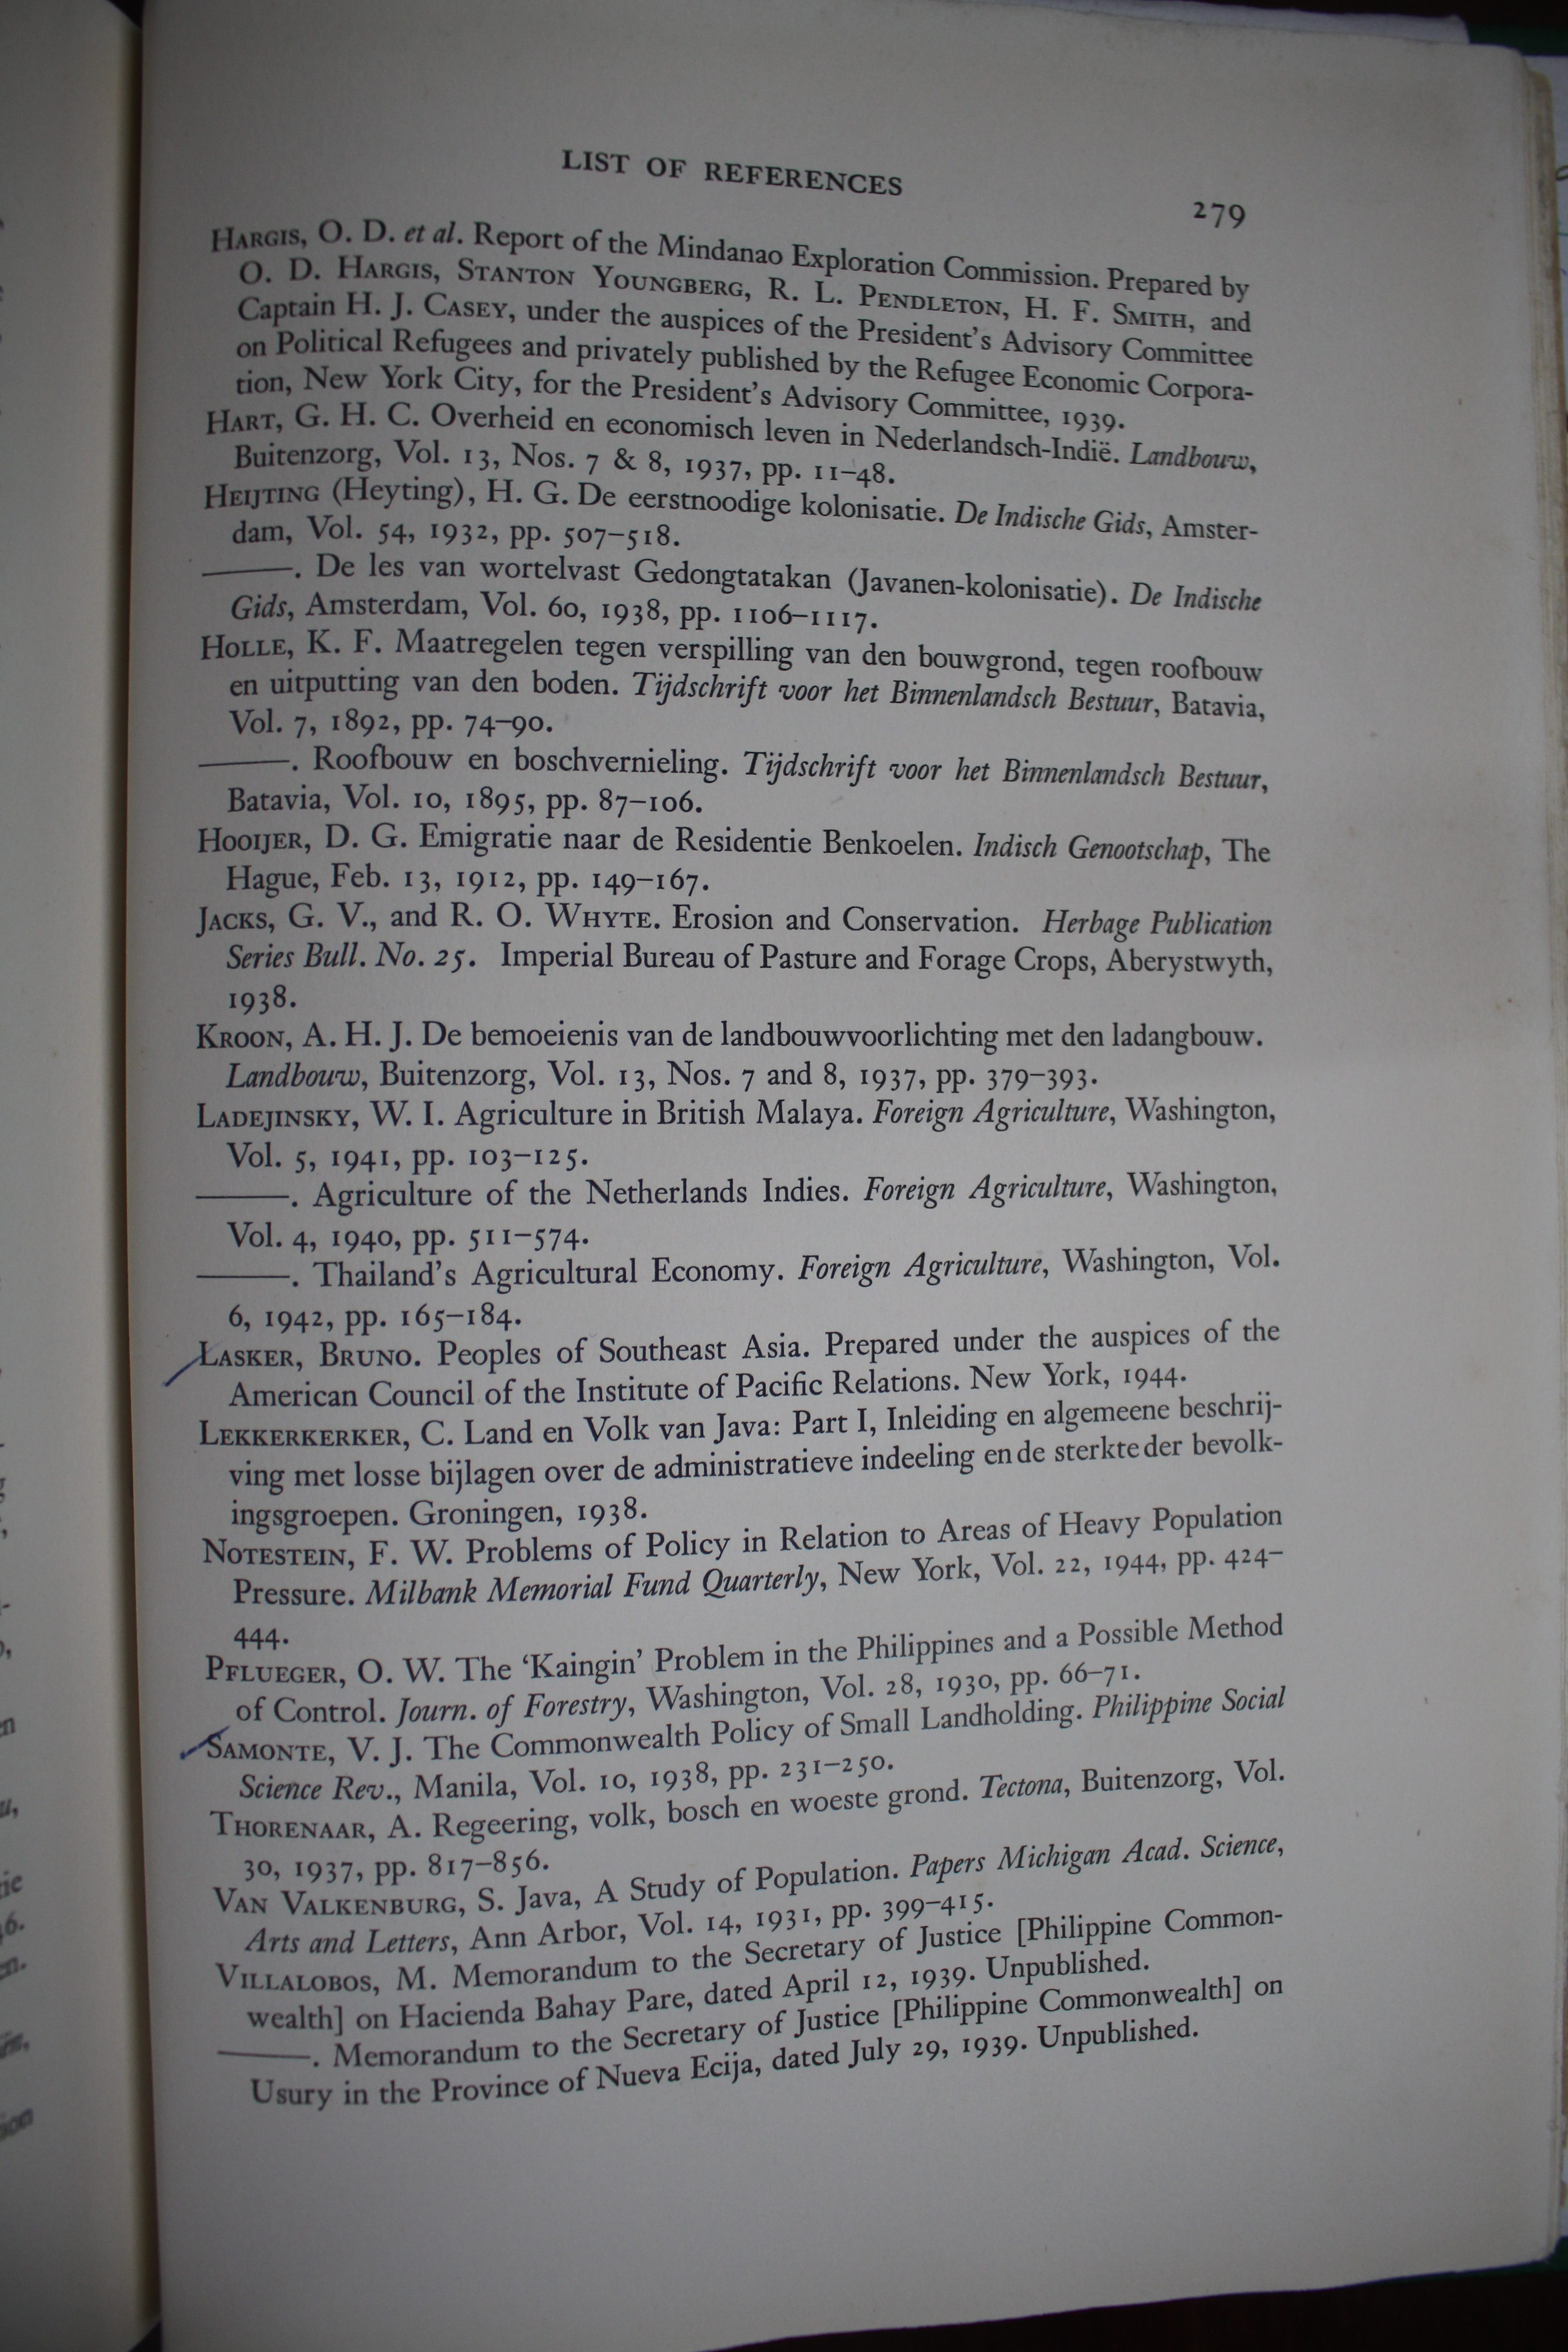 LIST OF REFERENCES
279
HARGIS, O. D. et al. Report of the Mindanao Exploration Commission. Prepared by
O. D. HARGIS, STANTON YOUNGBERG, R. L. PENDLETON, H. F. SMITH, and
Captain H. J. CASEY, under the auspices of the President's Advisory Committee
on Political Refugees and privately published by the Refugee Economic Corpora-
tion, New York City, for the President's Advisory Committee, 1939.
HART, G. H. C. Overheid en economisch leven in Nederlandsch-Indië. Landbouw,
Buitenzorg, Vol. 13, Nos. 7 & 8, 1937, pp. 11–48.
HEIJTING (Heyting), H. G. De eerstnoodige kolonisatie. De Indische Gids, Amster-
dam, Vol. 54, 1932, pp. 507–518.
———. De les van wortelvast Gedongtatakan (Javanen-kolonisatie). De Indische
Gids, Amsterdam, Vol. 60, 1938, pp. 1106–1117.
HOLLE, K. F. Maatregelen tegen verspilling van den bouwgrond, tegen roofbouw
en uitputting van den boden. Tijdschrift voor het Binnenlandsch Bestuur, Batavia,
Vol. 7, 1892, pp. 74–90.
———. Roofbouw en boschvernieling. Tijdschrift voor het Binnenlandsch Bestuur,
Batavia, Vol. 10, 1895, pp. 87–106.
HOOIJER, D. G. Emigratie naar de Residentie Benkoelen. Indisch Genootschap, The
Hague, Feb. 13, 1912, pp. 149–167.
JACKS, G. V., and R. O. WHYTE. Erosion and Conservation. Herbage Publication
Series Bull. No. 25. Imperial Bureau of Pasture and Forage Crops, Aberystwyth,
1938.
KROON, A. H. J. De bemoeienis van de landbouwvoorlichting met den ladangbouw.
Landbouw, Buitenzorg, Vol. 13, Nos. 7 and 8, 1937, pp. 379–393.
LADEJINSKY, W. I. Agriculture in British Malaya. Foreign Agriculture, Washington,
Vol. 5, 1941, pp. 103–125.
———. Agriculture of the Netherlands Indies. Foreign Agriculture, Washington,
Vol. 4, 1940, pp. 511–574.
———. Thailand's Agricultural Economy. Foreign Agriculture, Washington, Vol.
6, 1942, pp. 165–184.
LASKER, BRUNO. Peoples of Southeast Asia. Prepared under the auspices of the
American Council of the Institute of Pacific Relations. New York, 1944.
LEKKERKERKER, C. Land en Volk van Java: Part I, Inleiding en algemeene beschrij-
ving met losse bijlagen over de administratieve indeeling en de sterkte der bevolk-
ingsgroepen. Groningen, 1938.
NOTESTEIN, F. W. Problems of Policy in Relation to Areas of Heavy Population
Pressure. Milbank Memorial Fund Quarterly, New York, Vol. 22, 1944, pp. 424–
444.
PFLUEGER, O. W. The 'Kaingin' Problem in the Philippines and a Possible Method
of Control. Journ. of Forestry, Washington, Vol. 28, 1930, pp. 66–71.
SAMONTE, V. J. The Commonwealth Policy of Small Landholding. Philippine Social
Science Rev., Manila, Vol. 10, 1938, pp. 231–250.
THORENAAR, A. Regeering, volk, bosch en woeste grond. Tectona, Buitenzorg, Vol.
30, 1937, pp. 817–856.
VAN VALKENBURG, S. Java, A Study of Population. Papers Michigan Acad. Science,
Arts and Letters, Ann Arbor, Vol. 14, 1931, pp. 399–415.
VILLALOBOS, M. Memorandum to the Secretary of Justice [Philippine Common-
wealth] on Hacienda Bahay Pare, dated April 12, 1939. Unpublished.
———. Memorandum to the Secretary of Justice [Philippine Commonwealth] on
Usury in the Province of Nueva Ecija, dated July 29, 1939. Unpublished.